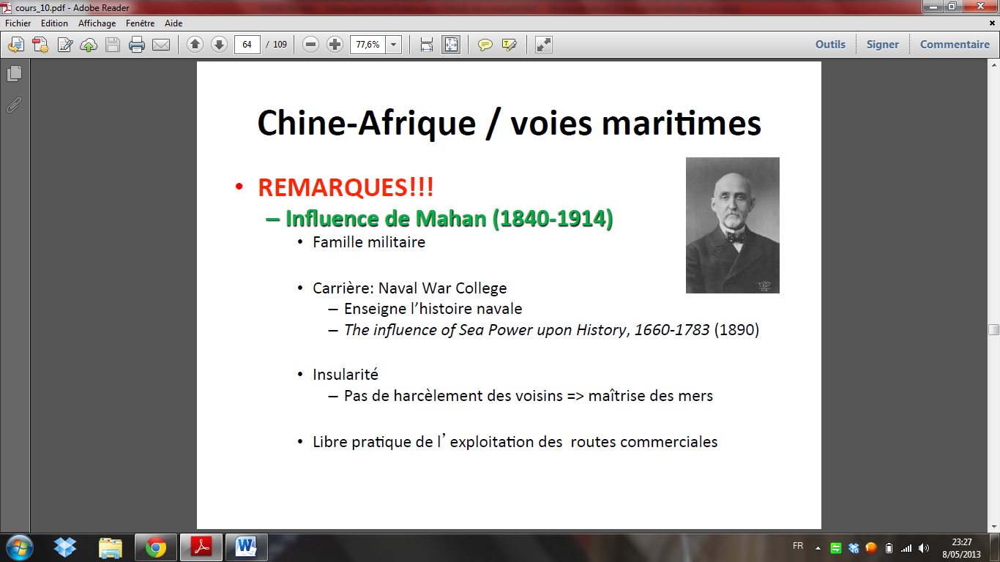 cours_10.pdf - Adobe Reader
Fichier Edition Affichage Fenêtre Aide
64 / 109 77,6% Outils Signer Commentaire
Chine-Afrique / voies maritimes
• REMARQUES!!!
– Influence de Mahan (1840-1914)
• Famille militaire
• Carrière: Naval War College
– Enseigne l’histoire navale
– The influence of Sea Power upon History, 1660-1783 (1890)
• Insularité
– Pas de harcèlement des voisins => maîtrise des mers
• Libre pratique de l’ exploitation des routes commerciales
FR
23:27
8/05/2013